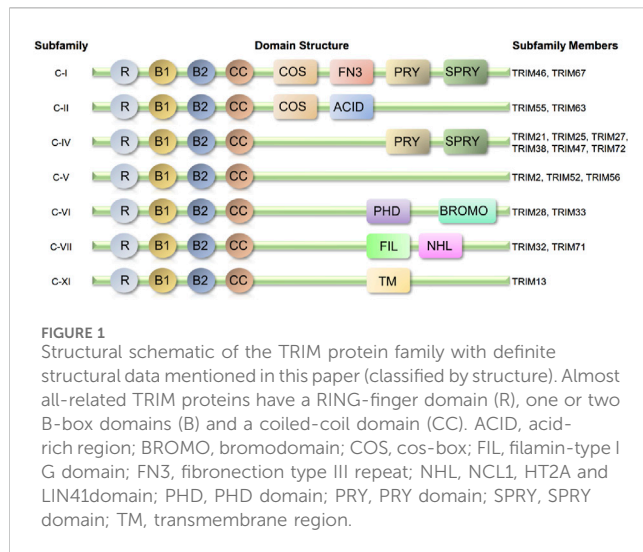 Subfamily Domain Structure Subfamily Members
C-I R B1 B2 CC COS FN3 PRY SPRY TRIM46, TRIM67
C-II R B1 B2 CC COS ACID TRIM55, TRIM63
C-IV R B1 B2 CC PRY SPRY TRIM21, TRIM25, TRIM27,
TRIM38, TRIM47, TRIM72
C-V R B1 B2 CC TRIM2, TRIM52, TRIM56
C-VI R B1 B2 CC PHD BROMO TRIM28, TRIM33
C-VII R B1 B2 CC FIL NHL TRIM32, TRIM71
C-XI R B1 B2 CC TM TRIM13
FIGURE 1
Structural schematic of the TRIM protein family with definite
structural data mentioned in this paper (classified by structure). Almost
all-related TRIM proteins have a RING-finger domain (R), one or two
B-box domains (B) and a coiled-coil domain (CC). ACID, acid-
rich region; BROMO, bromodomain; COS, cos-box; FIL, filamin-type I
G domain; FN3, fibronection type III repeat; NHL, NCL1, HT2A and
LIN41domain; PHD, PHD domain; PRY, PRY domain; SPRY, SPRY
domain; TM, transmembrane region.